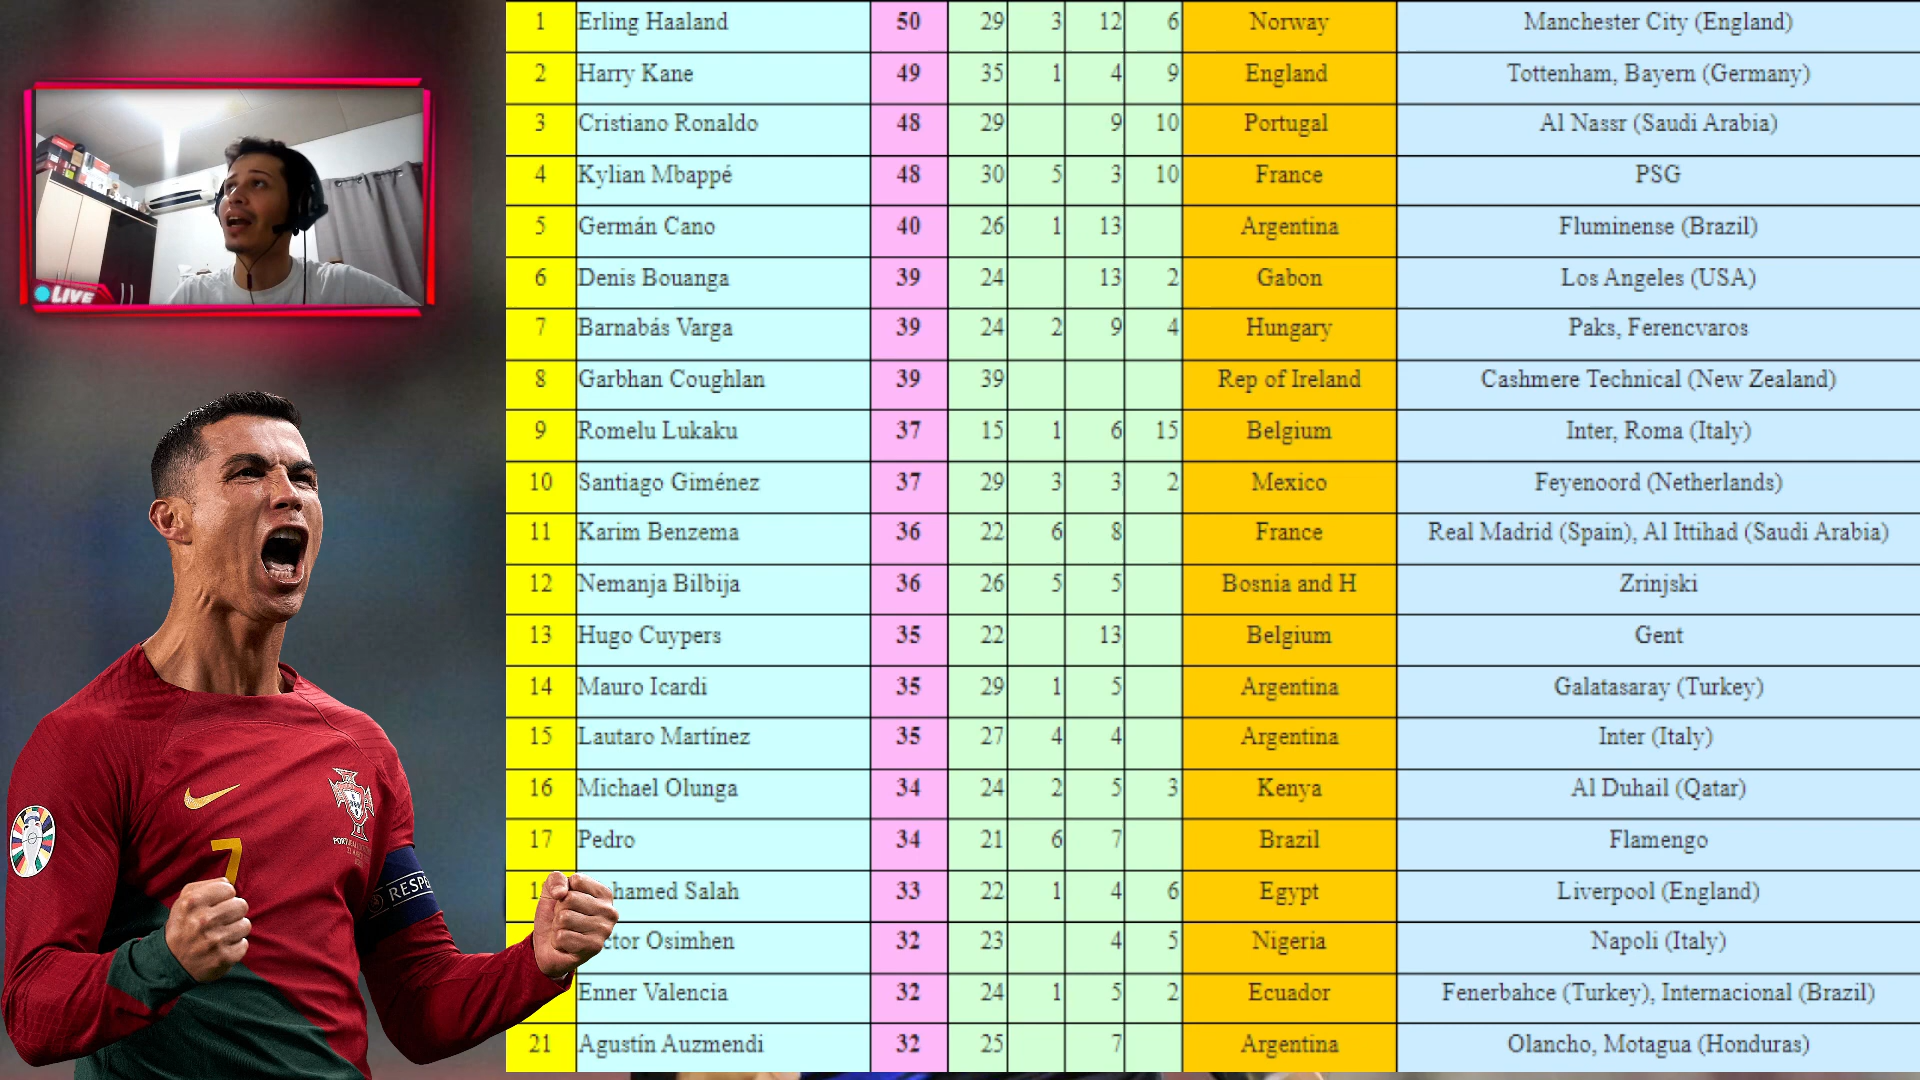 1 Erling Haaland 50 29 3 12 6 Norway Manchester City (England)
2 Harry Kane 49 35 1 4 9 England Tottenham, Bayern (Germany)
3 Cristiano Ronaldo 48 29 9 10 Portugal Al Nassr (Saudi Arabia)
4 Kylian Mbappé 48 30 5 3 10 France PSG
5 Germán Cano 40 26 1 13 Argentina Fluminense (Brazil)
6 Denis Bouanga 39 24 13 2 Gabon Los Angeles (USA)
7 Barnabás Varga 39 24 2 9 4 Hungary Paks, Ferencvaros
8 Garbhan Coughlan 39 39 Rep of Ireland Cashmere Technical (New Zealand)
9 Romelu Lukaku 37 15 1 6 15 Belgium Inter, Roma (Italy)
10 Santiago Giménez 37 29 3 3 2 Mexico Feyenoord (Netherlands)
11 Karim Benzema 36 22 6 8 France Real Madrid (Spain), Al Ittihad (Saudi Arabia)
12 Nemanja Bilbija 36 26 5 5 Bosnia and H Zrinjski
13 Hugo Cuypers 35 22 13 Belgium Gent
14 Mauro Icardi 35 29 1 5 Argentina Galatasaray (Turkey)
15 Lautaro Martínez 35 27 4 4 Argentina Inter (Italy)
16 Michael Olunga 34 24 2 5 3 Kenya Al Duhail (Qatar)
17 Pedro 34 21 6 7 Brazil Flamengo
hamed Salah 33 22 1 4 6 Egypt Liverpool (England)
ctor Osimhen 32 23 4 5 Nigeria Napoli (Italy)
Enner Valencia 32 24 1 5 2 Ecuador Fenerbahce (Turkey), Internacional (Brazil)
21 Agustín Auzmendi 32 25 7 Argentina Olancho, Motagua (Honduras)
LIVE
7
RESPE